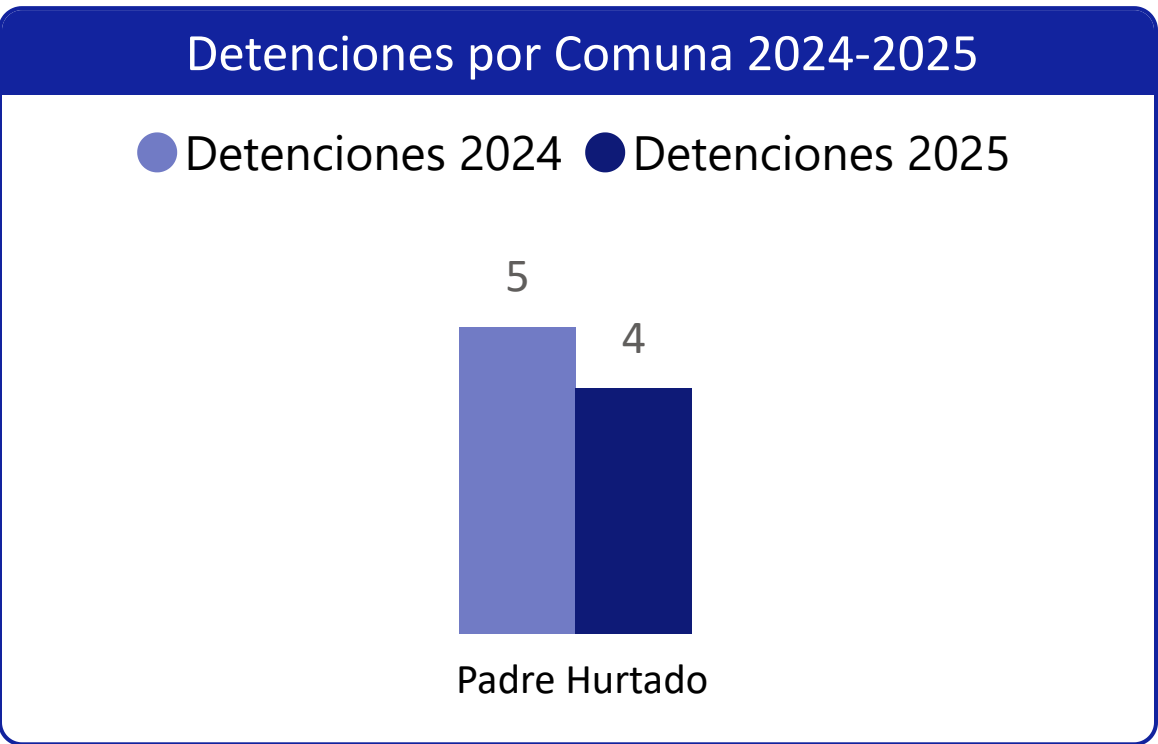 Detenciones por Comuna 2024-2025
Detenciones 2024 Detenciones 2025
5
4
Padre Hurtado